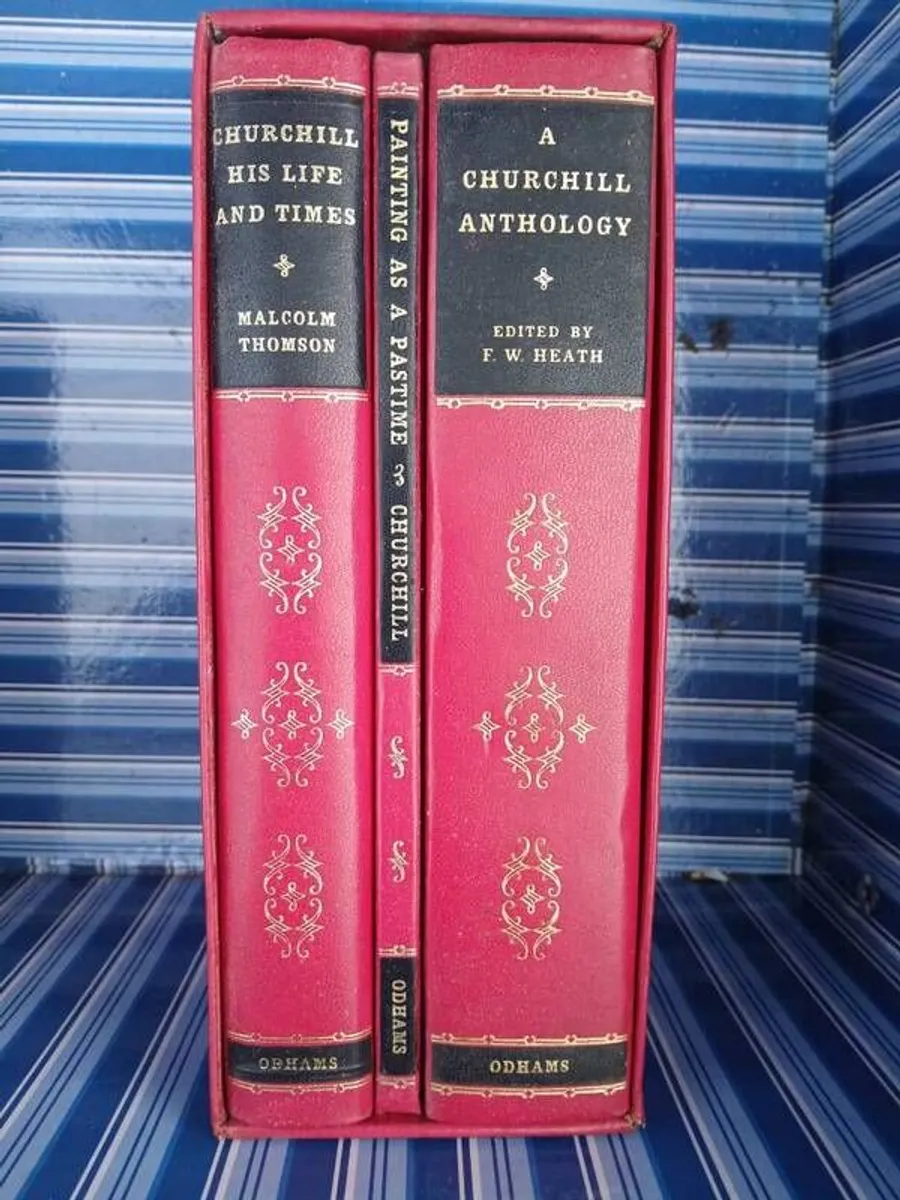 CHURCHILL
HIS LIFE
AND TIMES
MALCOLM
THOMSON
ODHAMS
PAINTING AS A PASTIME CHURCHILL
ODHAMS
A
CHURCHILL
ANTHOLOGY
EDITED BY
F. W. HEATH
ODHAMS